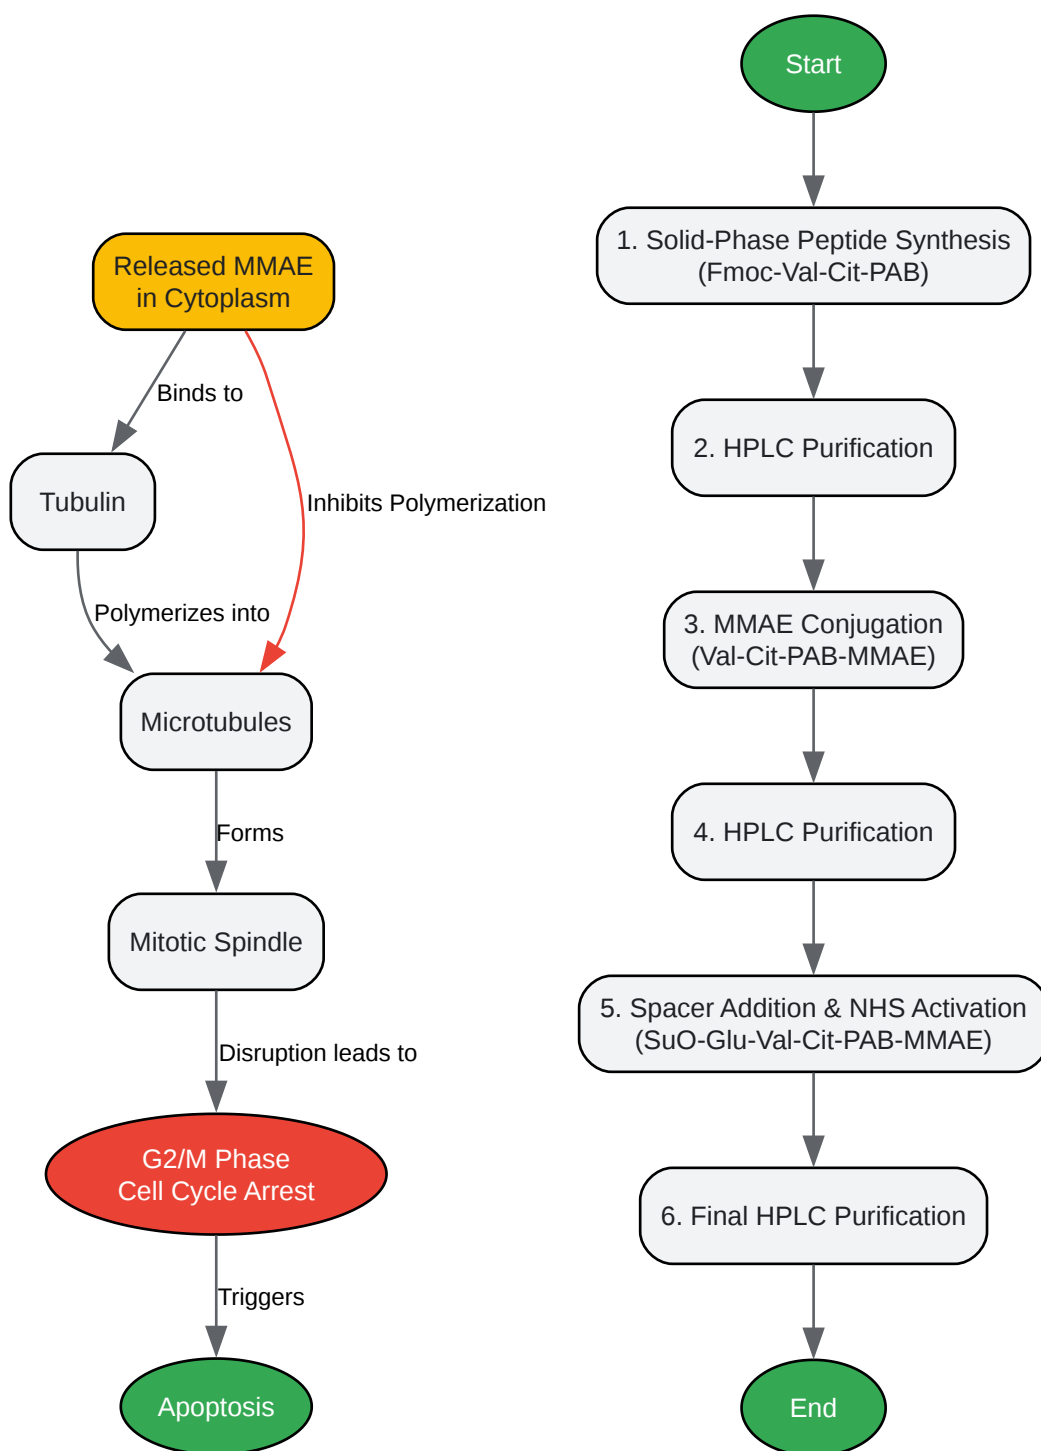 Released MMAE
in Cytoplasm
Binds to
Tubulin
Inhibits Polymerization
Polymerizes into
Microtubules
Forms
Mitotic Spindle
Disruption leads to
G2/M Phase
Cell Cycle Arrest
Triggers
Apoptosis
Start
1. Solid-Phase Peptide Synthesis
(Fmoc-Val-Cit-PAB)
2. HPLC Purification
3. MMAE Conjugation
(Val-Cit-PAB-MMAE)
4. HPLC Purification
5. Spacer Addition & NHS Activation
(SuO-Glu-Val-Cit-PAB-MMAE)
6. Final HPLC Purification
End